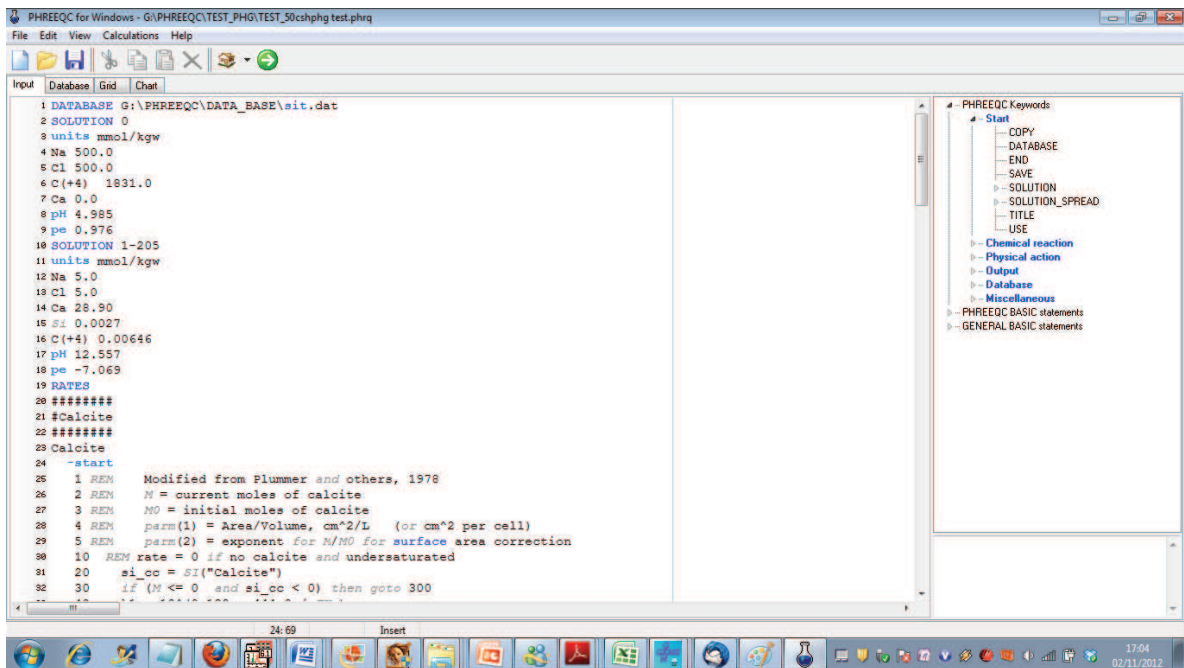 PHREEQC for Windows - G:\PHREEQC\TEST_PHG\TEST_50cshphg test.phrq
File Edit View Calculations Help
Input Database Grid Chart
1 DATABASE G:\PHREEQC\DATA_BASE\sit.dat
2 SOLUTION 0
3 units mmol/kgw
4 Na 500.0
5 Cl 500.0
6 C(+4) 1831.0
7 Ca 0.0
8 pH 4.985
9 pe 0.976
10 SOLUTION 1-205
11 units mmol/kgw
12 Na 5.0
13 Cl 5.0
14 Ca 28.90
15 Si 0.0027
16 C(+4) 0.00646
17 pH 12.557
18 pe -7.069
19 RATES
20 ########
21 #Calcite
22 ########
23 Calcite
24 -start
25 1 REM Modified from Plummer and others, 1978
26 2 REM M = current moles of calcite
27 3 REM M0 = initial moles of calcite
28 4 REM parm(1) = Area/Volume, cm^2/L (or cm^2 per cell)
29 5 REM parm(2) = exponent for M/M0 for surface area correction
30 10 REM rate = 0 if no calcite and undersaturated
31 20 si_cc = SI("Calcite")
32 30 if (M <= 0 and si_cc < 0) then goto 300
PHREEQC Keywords
Start
COPY
DATABASE
END
SAVE
SOLUTION
SOLUTION_SPREAD
TITLE
USE
Chemical reaction
Physical action
Output
Database
Miscellaneous
PHREEQC BASIC statements
GENERAL BASIC statements
24: 69 Insert
17:04
02/11/2012